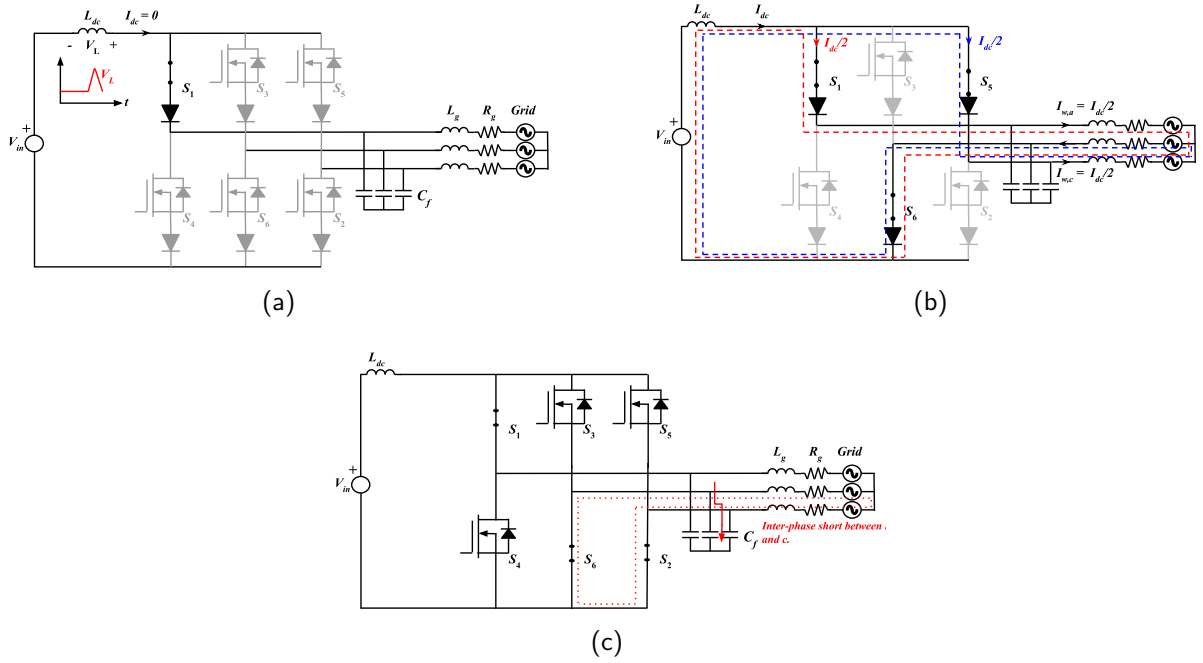 L_dc I_dc = 0
- V_L +
V_L
t
S_1
S_3
S_5
+
V_in
L_g R_g Grid
S_4
S_6
S_2
C_f
(a)
L_dc I_dc
I_dc/2
I_dc/2
S_1
S_3
S_5
+
V_in
I_w,a = I_dc/2
I_w,c = I_dc/2
S_4
S_6
S_2
(b)
L_dc
S_1
S_3
S_5
+
V_in
L_g R_g Grid
S_4
S_6
S_2
C_f
Inter-phase short between
and c.
(c)